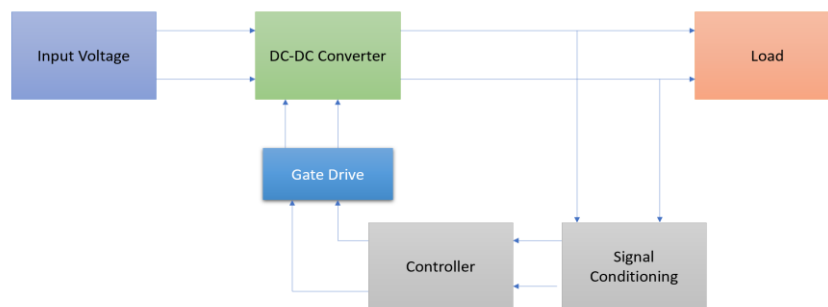 Input Voltage
DC-DC Converter
Load
Gate Drive
Controller
Signal
Conditioning